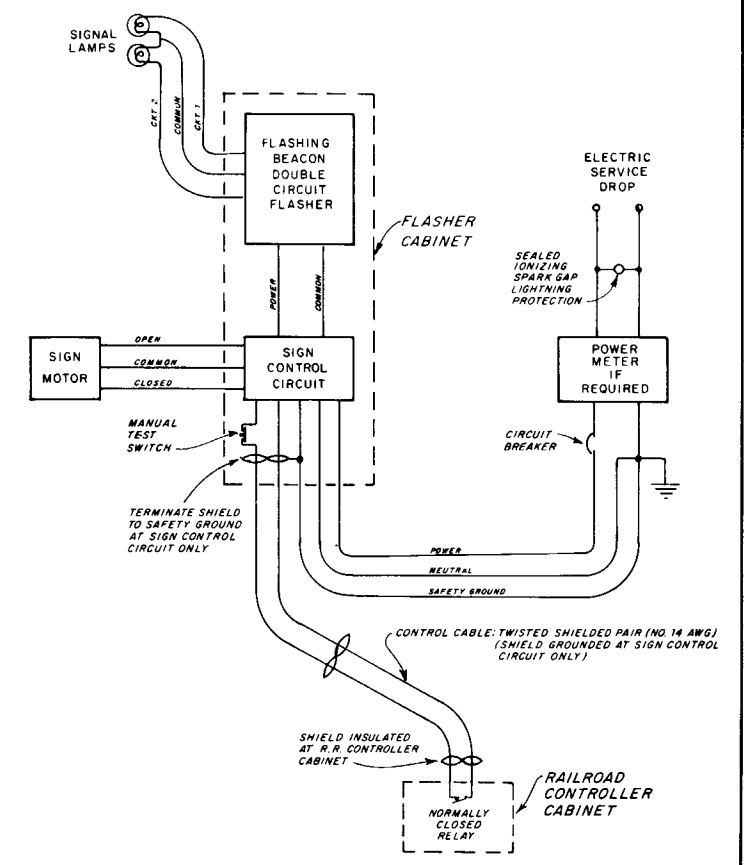 SIGNAL
LAMPS
CKT 2
COMMON
CKT 1
FLASHING
BEACON
DOUBLE
CIRCUIT
FLASHER
FLASHER
CABINET
ELECTRIC
SERVICE
DROP
SEALED
IONIZING
SPARK GAP
LIGHTNING
PROTECTION
POWER
COMMON
SIGN
MOTOR
OPEN
COMMON
CLOSED
SIGN
CONTROL
CIRCUIT
POWER
METER
IF
REQUIRED
MANUAL
TEST
SWITCH
CIRCUIT
BREAKER
TERMINATE SHIELD
TO SAFETY GROUND
AT SIGN CONTROL
CIRCUIT ONLY
POWER
NEUTRAL
SAFETY GROUND
CONTROL CABLE: TWISTED SHIELDED PAIR (NO. 14 AWG)
(SHIELD GROUNDED AT SIGN CONTROL
CIRCUIT ONLY)
SHIELD INSULATED
AT R.R. CONTROLLER
CABINET
RAILROAD
CONTROLLER
CABINET
NORMALLY
CLOSED
RELAY